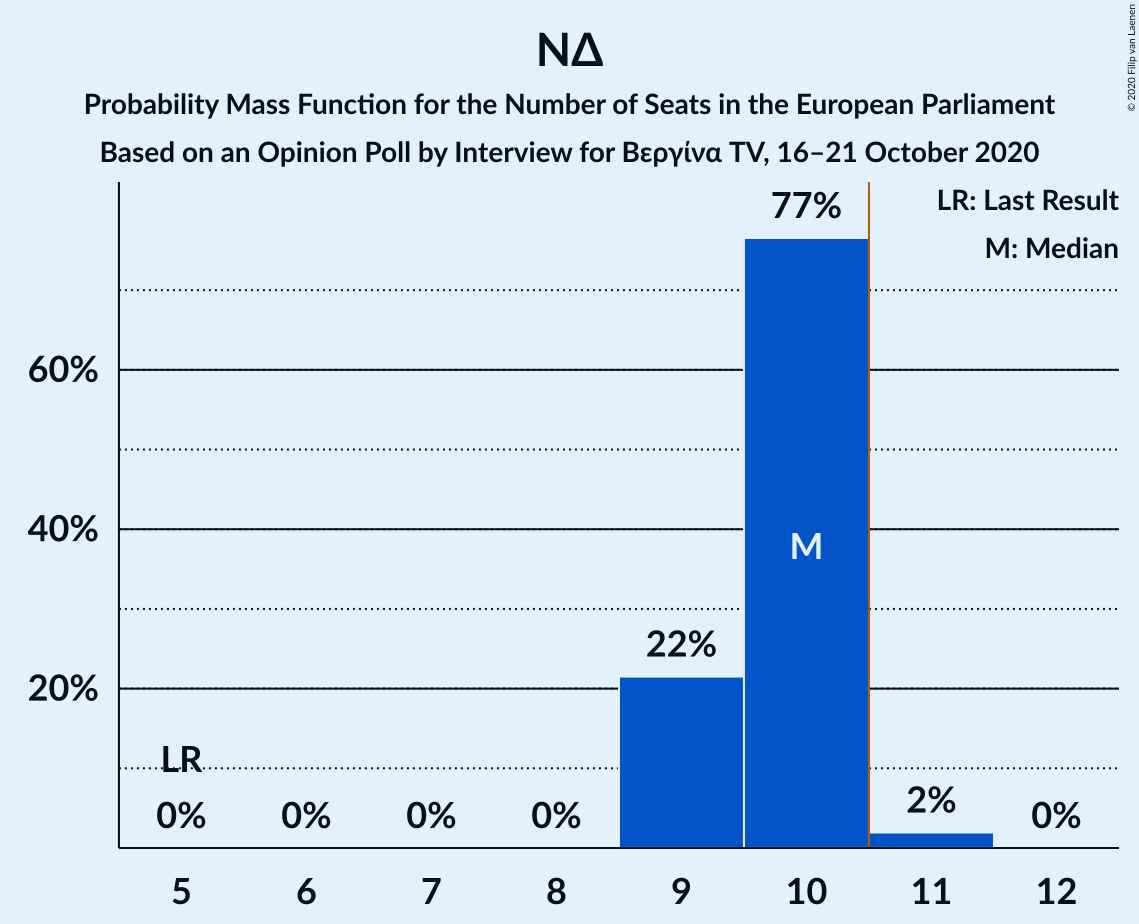 ΝΔ
Probability Mass Function for the Number of Seats in the European Parliament
Based on an Opinion Poll by Interview for Βεργίνα TV, 16–21 October 2020
© 2020 Filip van Laenen
LR: Last Result
M: Median
77%
60%
40%
M
22%
20%
LR
2%
0% 0% 0% 0% 0%
5 6 7 8 9 10 11 12